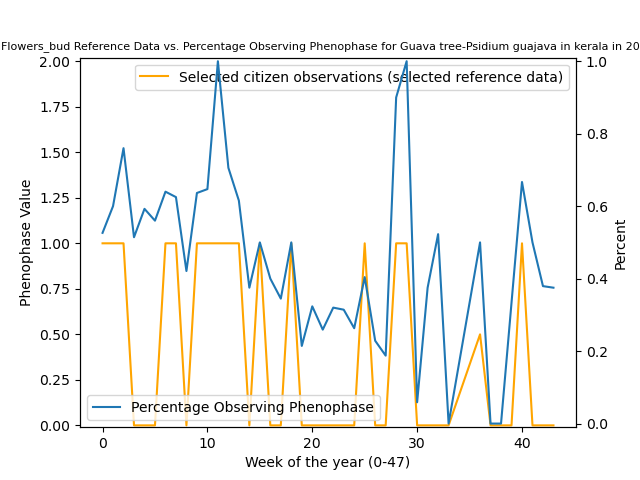 Flowers_bud Reference Data vs. Percentage Observing Phenophase for Guava tree-Psidium guajava in kerala in 20
Selected citizen observations (selected reference data)
Percentage Observing Phenophase
Phenophase Value
Percent
2.00
1.75
1.50
1.25
1.00
0.75
0.50
0.25
0.00
1.0
0.8
0.6
0.4
0.2
0.0
0 10 20 30 40
Week of the year (0-47)